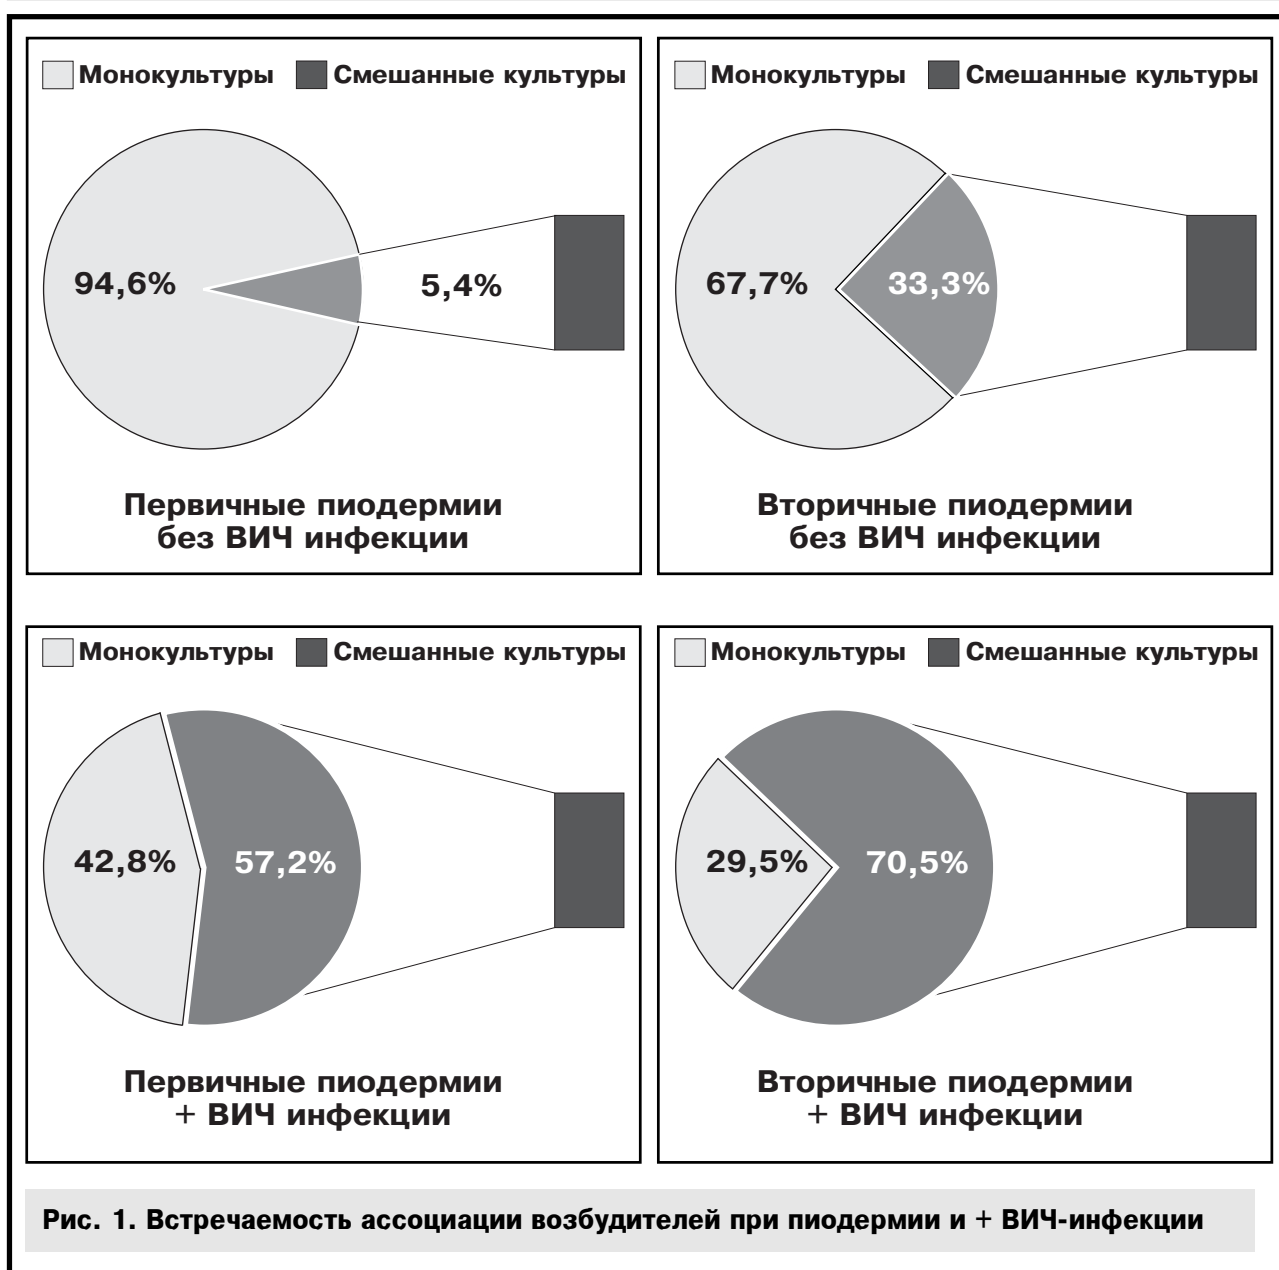 Монокультуры Смешанные культуры
94,6%
5,4%
Первичные пиодермии
без ВИЧ инфекции
Монокультуры Смешанные культуры
67,7%
33,3%
Вторичные пиодермии
без ВИЧ инфекции
Монокультуры Смешанные культуры
42,8%
57,2%
Первичные пиодермии
+ ВИЧ инфекции
Монокультуры Смешанные культуры
29,5%
70,5%
Вторичные пиодермии
+ ВИЧ инфекции
Рис. 1. Встречаемость ассоциации возбудителей при пиодермии и + ВИЧ-инфекции